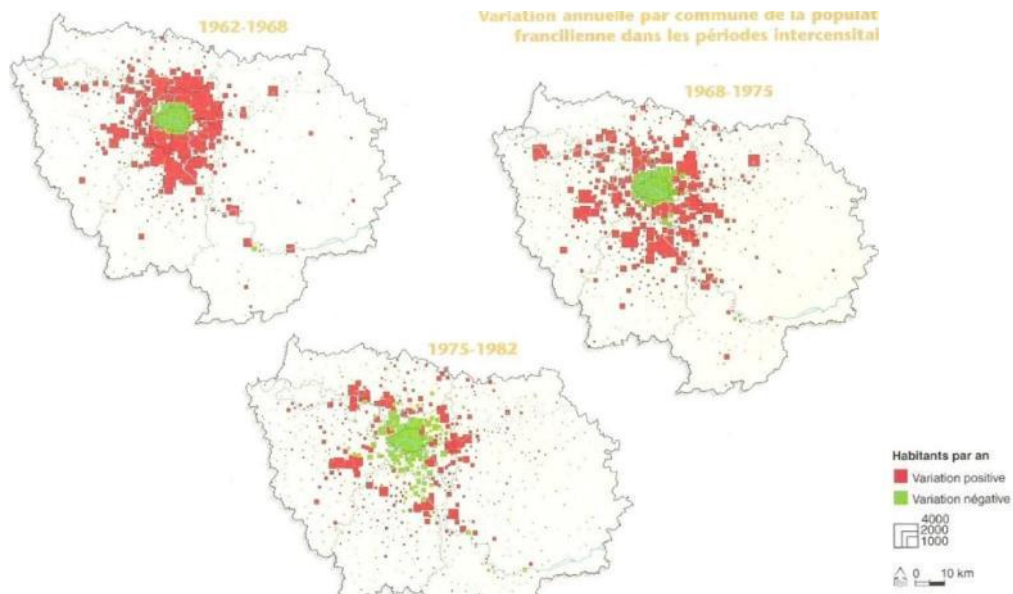 Variation annuelle par commune de la populat
francilienne dans les périodes intercensitai
1962-1968
1968-1975
1975-1982
Habitants par an
Variation positive
Variation négative
4000
2000
1000
0 10 km